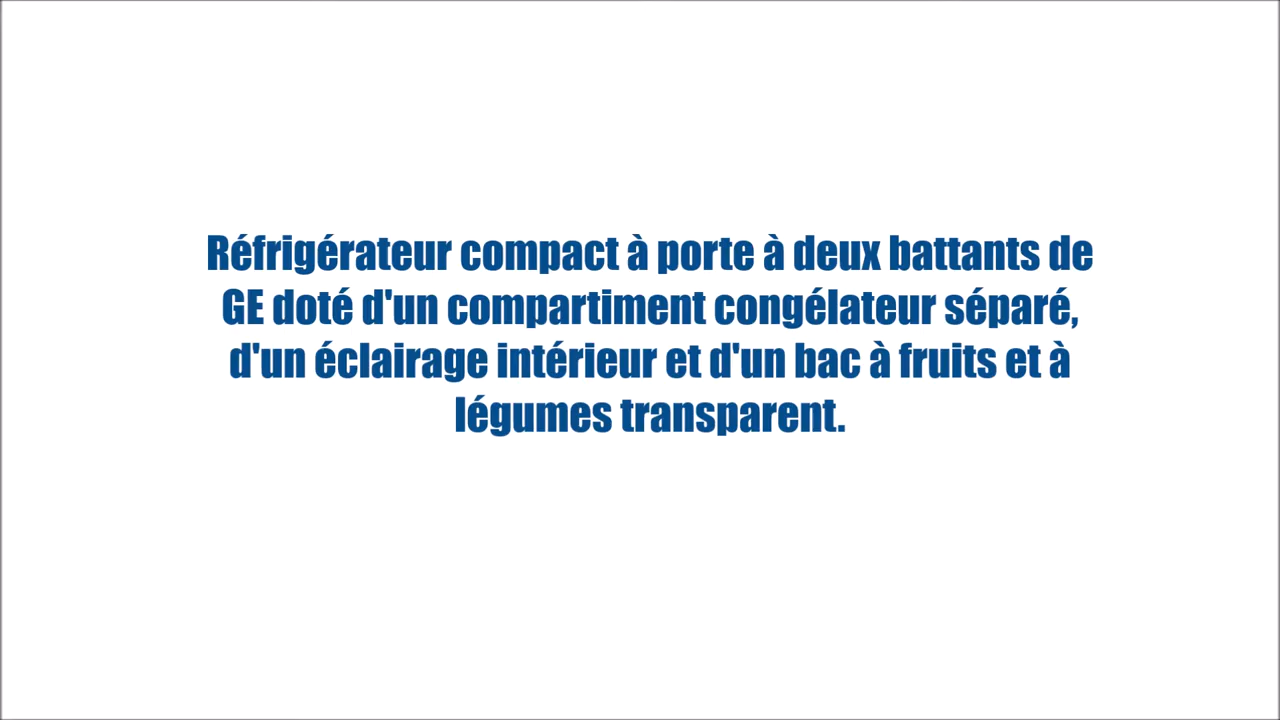 Réfrigérateur compact à porte à deux battants de
GE doté d'un compartiment congélateur séparé,
d'un éclairage intérieur et d'un bac à fruits et à
légumes transparent.